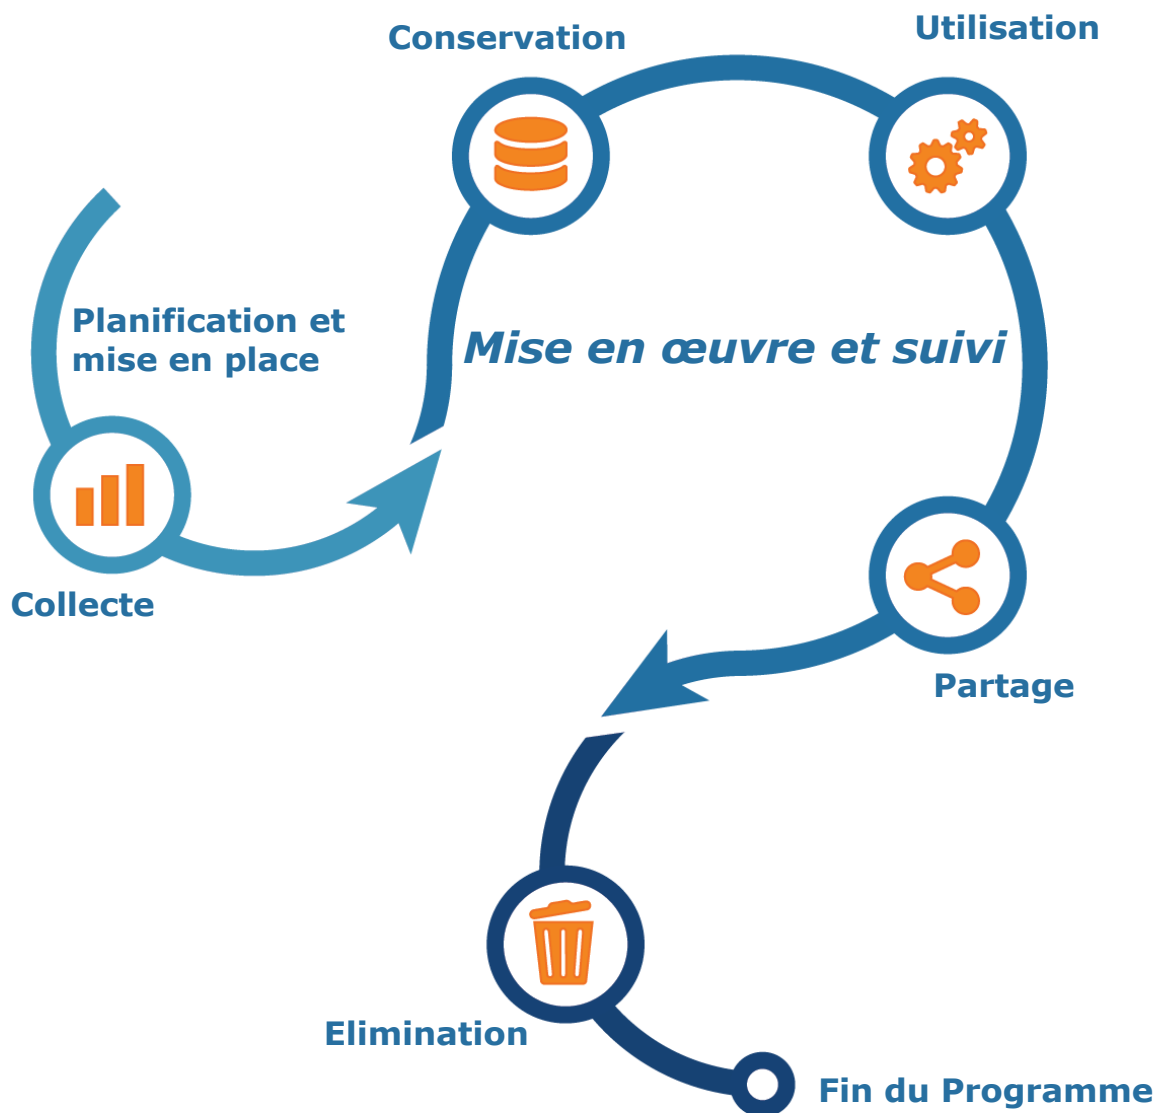 Conservation
Utilisation
Planification et
mise en place
Mise en œuvre et suivi
Collecte
Partage
Elimination
Fin du Programme